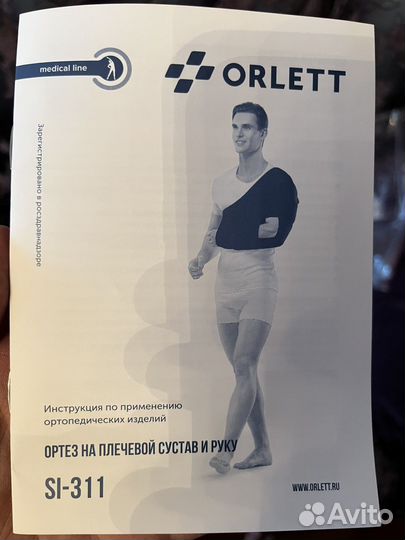 medical line
ORLETT
Зарегистрировано в росздравнадзоре
Инструкция по применению
ортопедических изделий
ОРТЕЗ НА ПЛЕЧЕВОЙ СУСТАВ И РУКУ
SI-311
WWW.ORLETT.RU
Avito